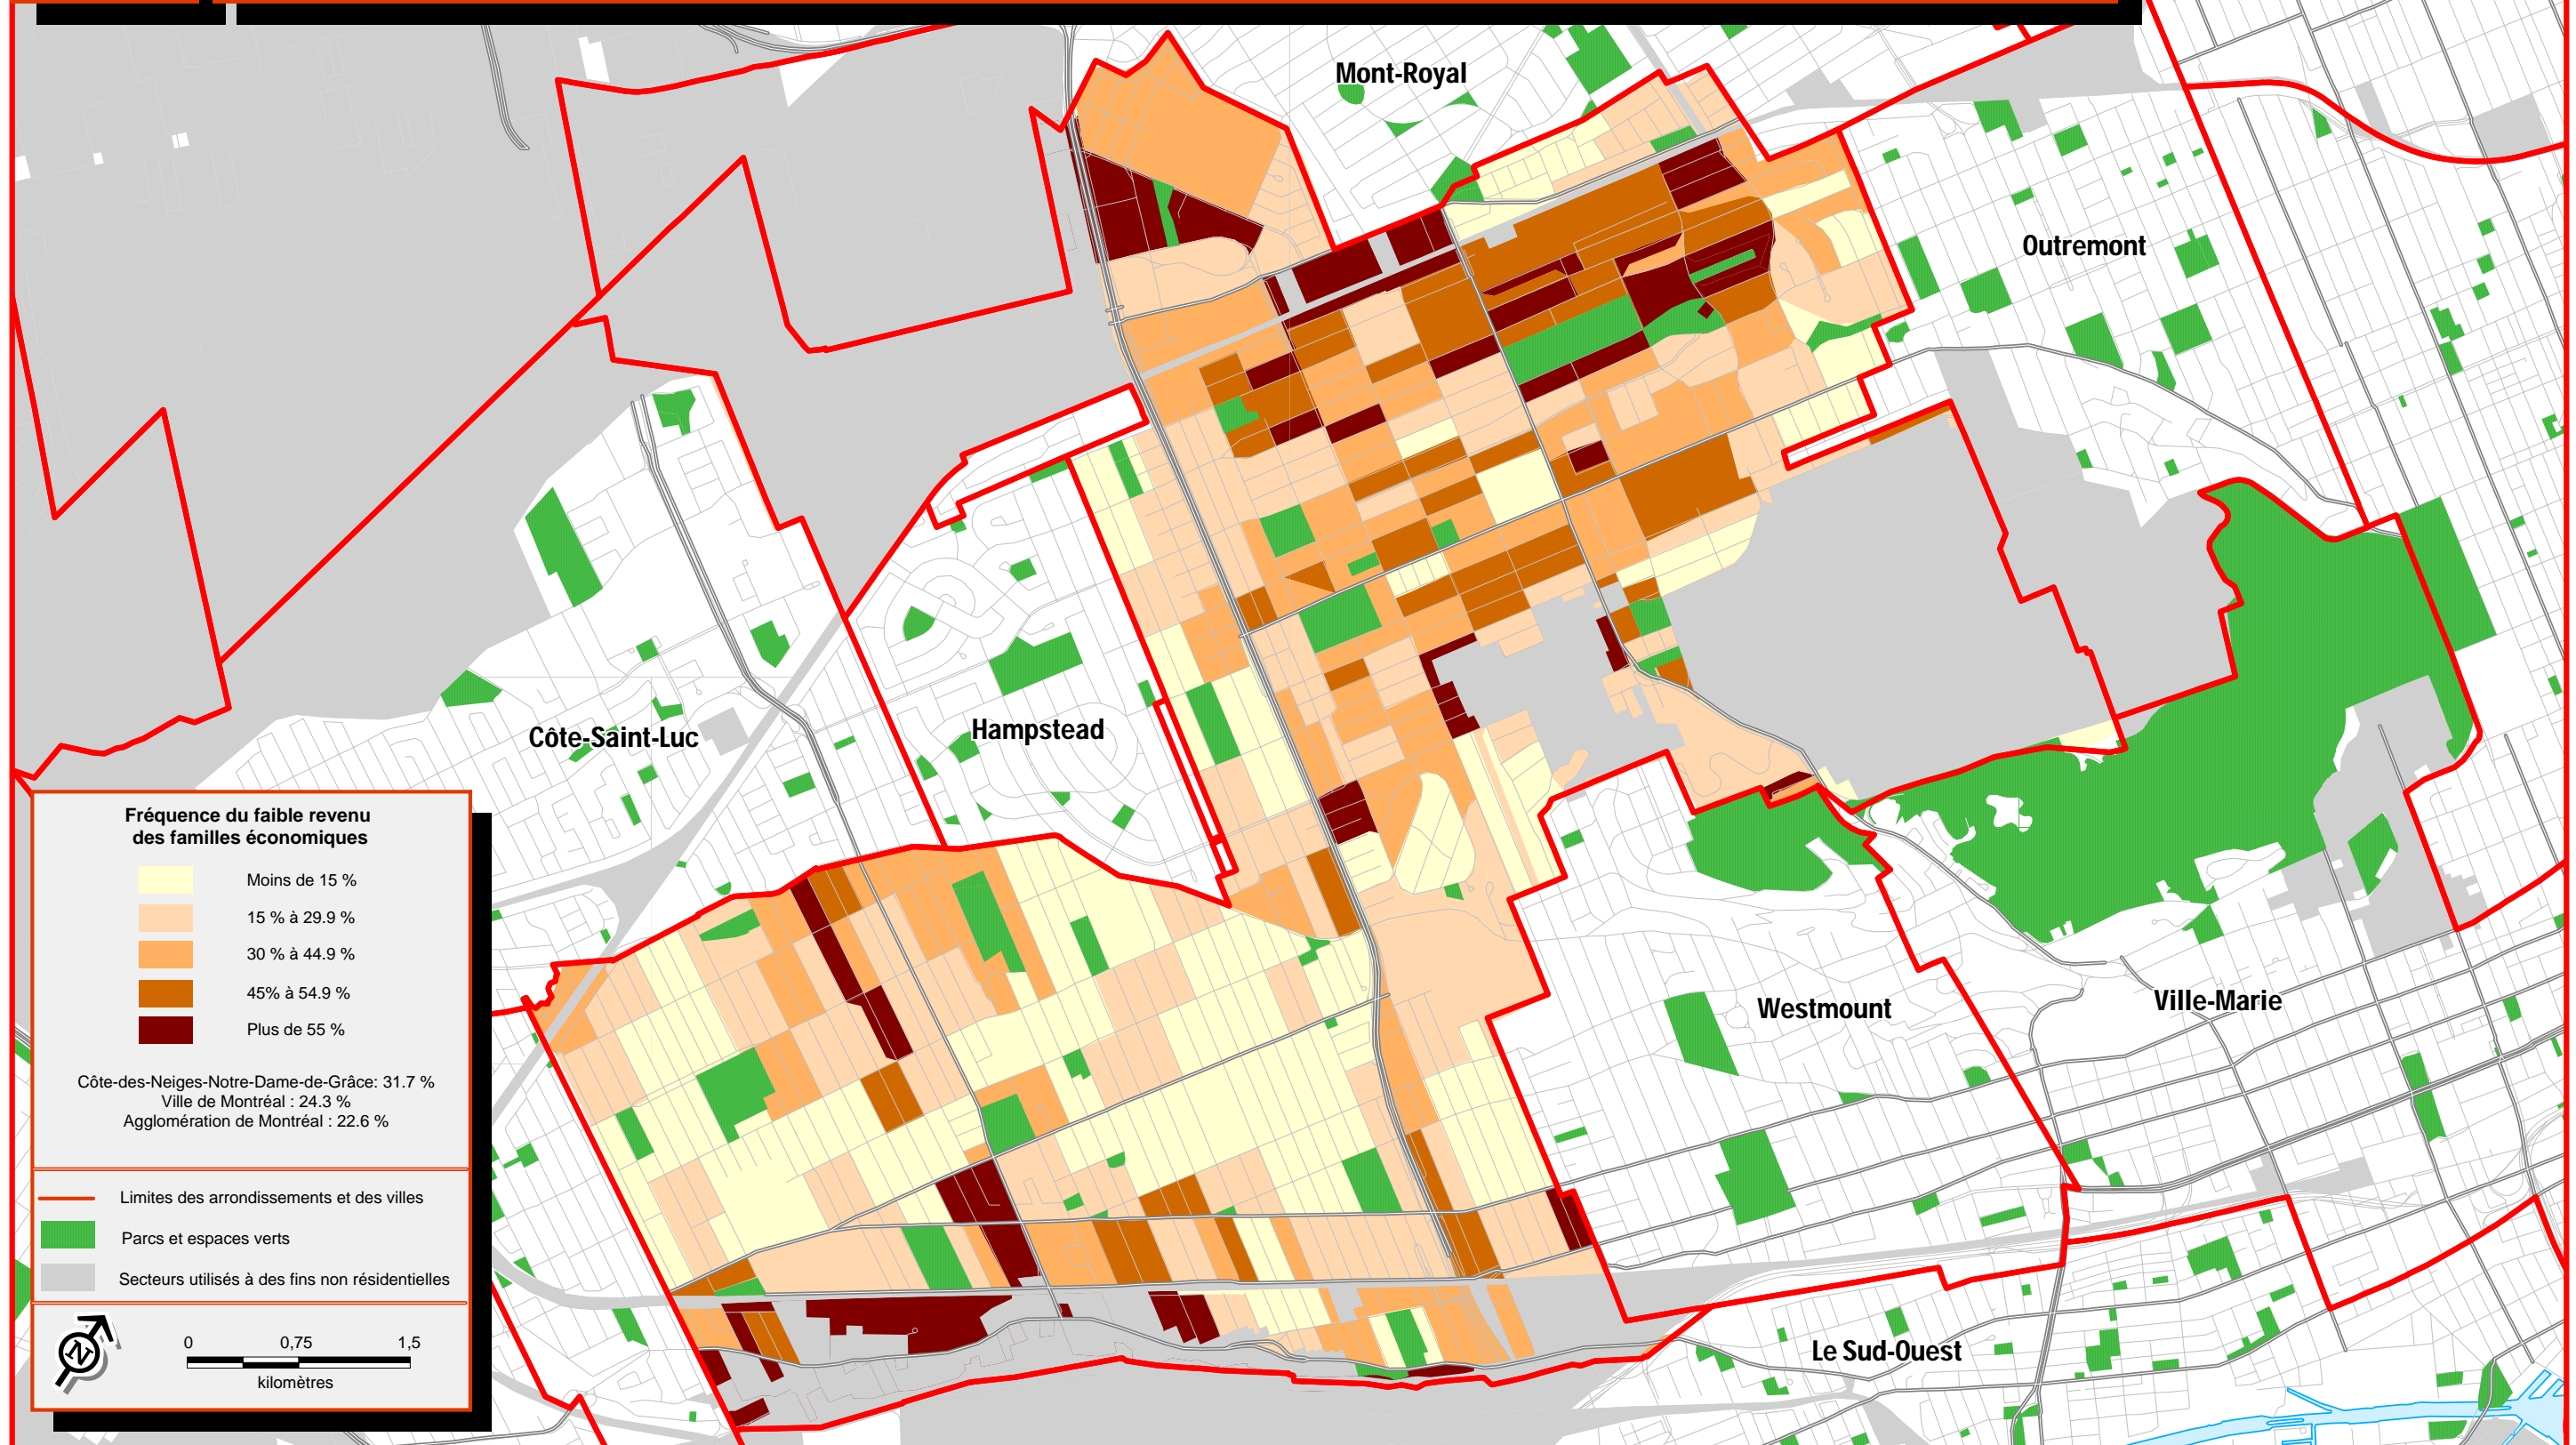 Mont-Royal
Outremont
Côte-Saint-Luc
Hampstead
Westmount
Ville-Marie
Le Sud-Ouest
Fréquence du faible revenu
des familles économiques
Moins de 15 %
15 % à 29.9 %
30 % à 44.9 %
45% à 54.9 %
Plus de 55 %
Côte-des-Neiges-Notre-Dame-de-Grâce: 31.7 %
Ville de Montréal : 24.3 %
Agglomération de Montréal : 22.6 %
Limites des arrondissements et des villes
Parcs et espaces verts
Secteurs utilisés à des fins non résidentielles
N
0 0,75 1,5
kilomètres